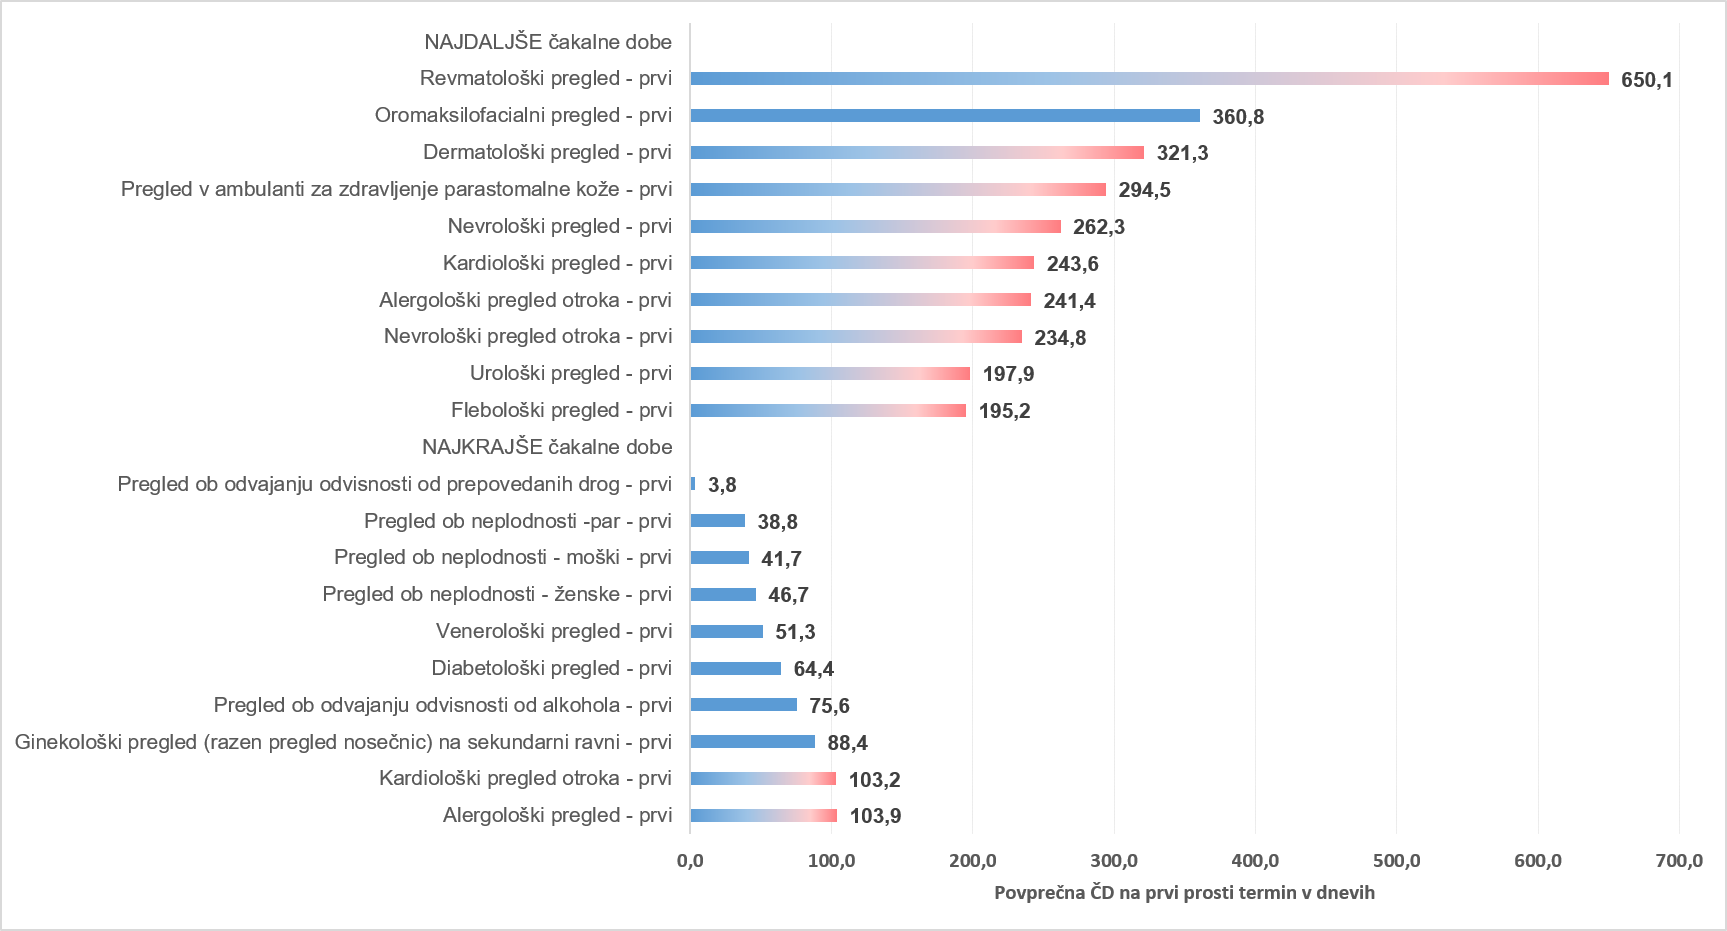 NAJDALJŠE čakalne dobe
Revmatološki pregled - prvi 650,1
Oromaksilofacialni pregled - prvi 360,8
Dermatološki pregled - prvi 321,3
Pregled v ambulanti za zdravljenje parastomalne kože - prvi 294,5
Nevrološki pregled - prvi 262,3
Kardiološki pregled - prvi 243,6
Alergološki pregled otroka - prvi 241,4
Nevrološki pregled otroka - prvi 234,8
Urološki pregled - prvi 197,9
Flebološki pregled - prvi 195,2
NAJKRAJŠE čakalne dobe
Pregled ob odvajanju odvisnosti od prepovedanih drog - prvi 3,8
Pregled ob neplodnosti -par - prvi 38,8
Pregled ob neplodnosti - moški - prvi 41,7
Pregled ob neplodnosti - ženske - prvi 46,7
Venerološki pregled - prvi 51,3
Diabetološki pregled - prvi 64,4
Pregled ob odvajanju odvisnosti od alkohola - prvi 75,6
Ginekološki pregled (razen pregled nosečnic) na sekundarni ravni - prvi 88,4
Kardiološki pregled otroka - prvi 103,2
Alergološki pregled - prvi 103,9
0,0 100,0 200,0 300,0 400,0 500,0 600,0 700,0
Povprečna ČD na prvi prosti termin v dnevih